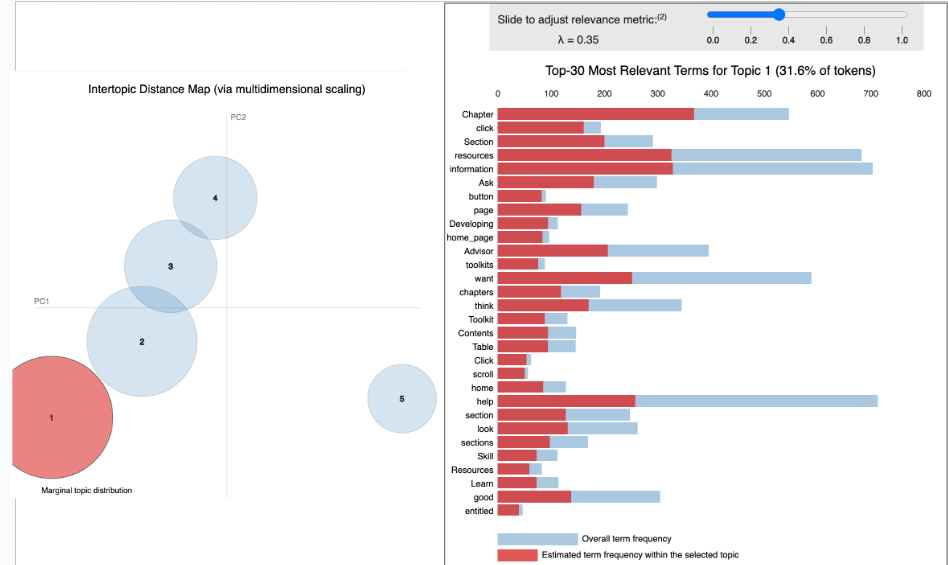 Slide to adjust relevance metric:(2)
λ = 0.35
0.0 0.2 0.4 0.6 0.8 1.0
Intertopic Distance Map (via multidimensional scaling)
PC2
PC1
4
3
2
1
5
Marginal topic distribution
Top-30 Most Relevant Terms for Topic 1 (31.6% of tokens)
0 100 200 300 400 500 600 700 800
Chapter
click
Section
resources
information
Ask
button
page
Developing
home_page
Advisor
toolkits
want
chapters
think
Toolkit
Contents
Table
Click
scroll
home
help
section
look
sections
Skill
Resources
Learn
good
entitled
Overall term frequency
Estimated term frequency within the selected topic